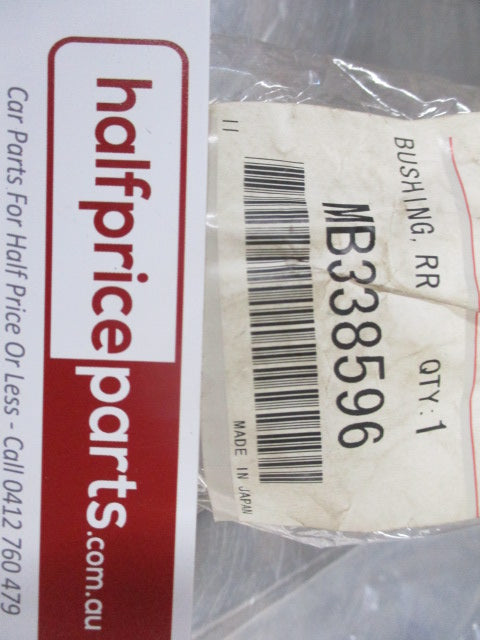 BUSHING, RR QTY:1
MB338596
II
MADE IN JAPAN
halfpriceparts.com.au
Car Parts For Half Price Or Less - Call 0412 760 479